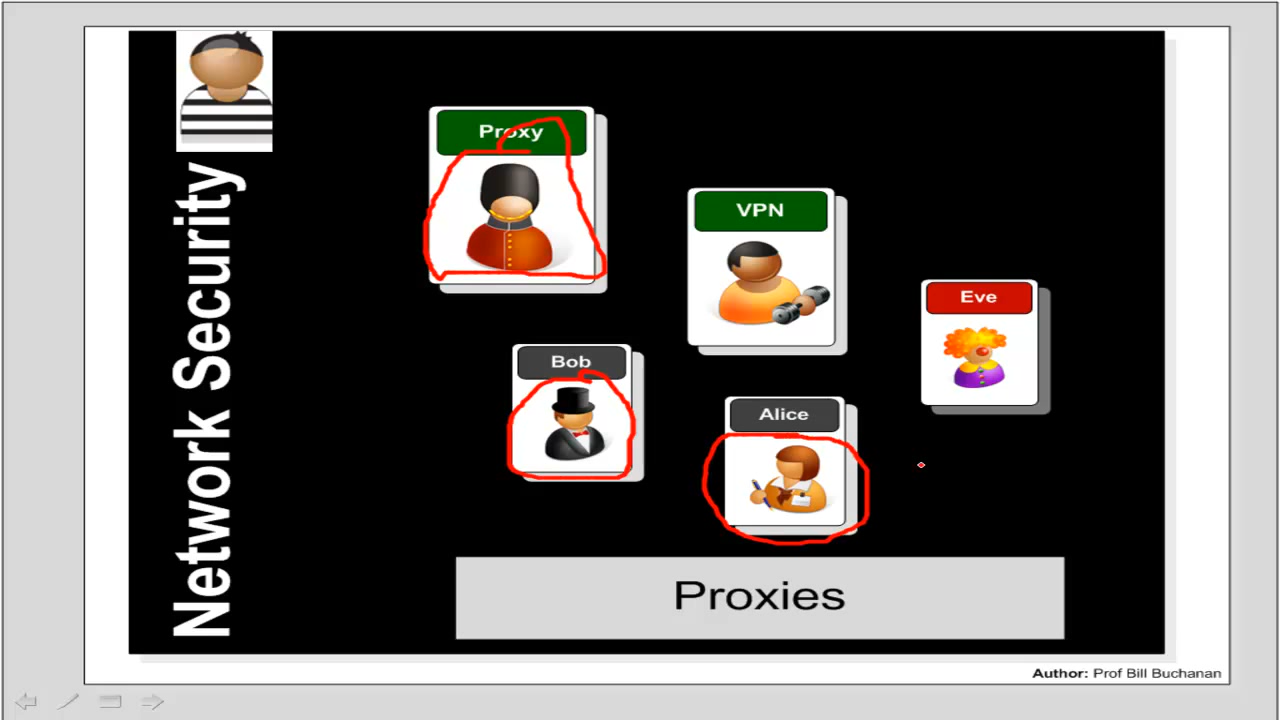 Network Security
Proxy
VPN
Eve
Bob
Alice
Proxies
Author: Prof Bill Buchanan